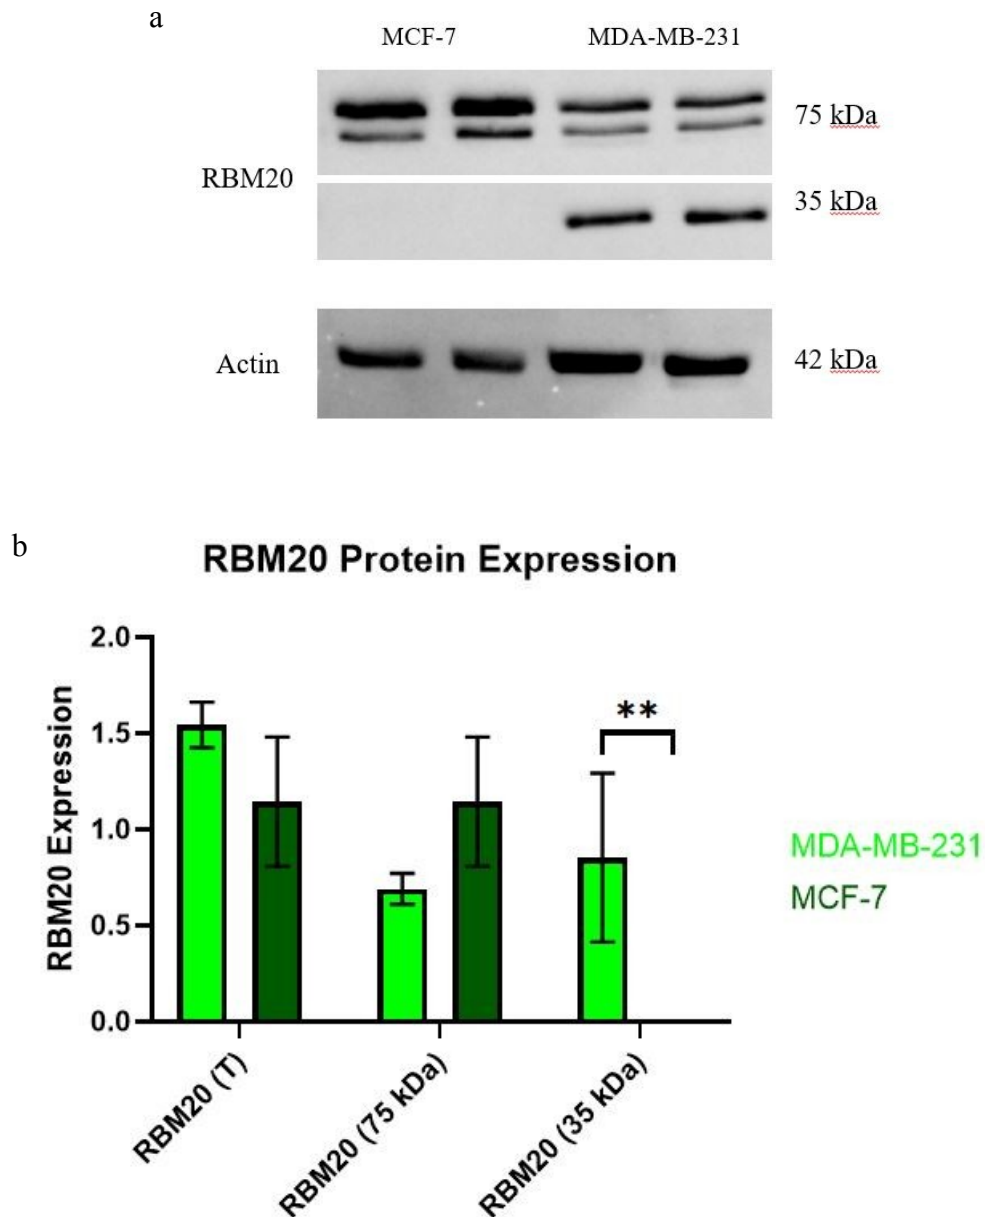 a
MCF-7 MDA-MB-231
75 kDa
RBM20
35 kDa
Actin
42 kDa
b
RBM20 Protein Expression
RBM20 Expression
2.0
1.5
1.0
0.5
0.0
**
MDA-MB-231
MCF-7
RBM20 (T)
RBM20 (75 kDa)
RBM20 (35 kDa)